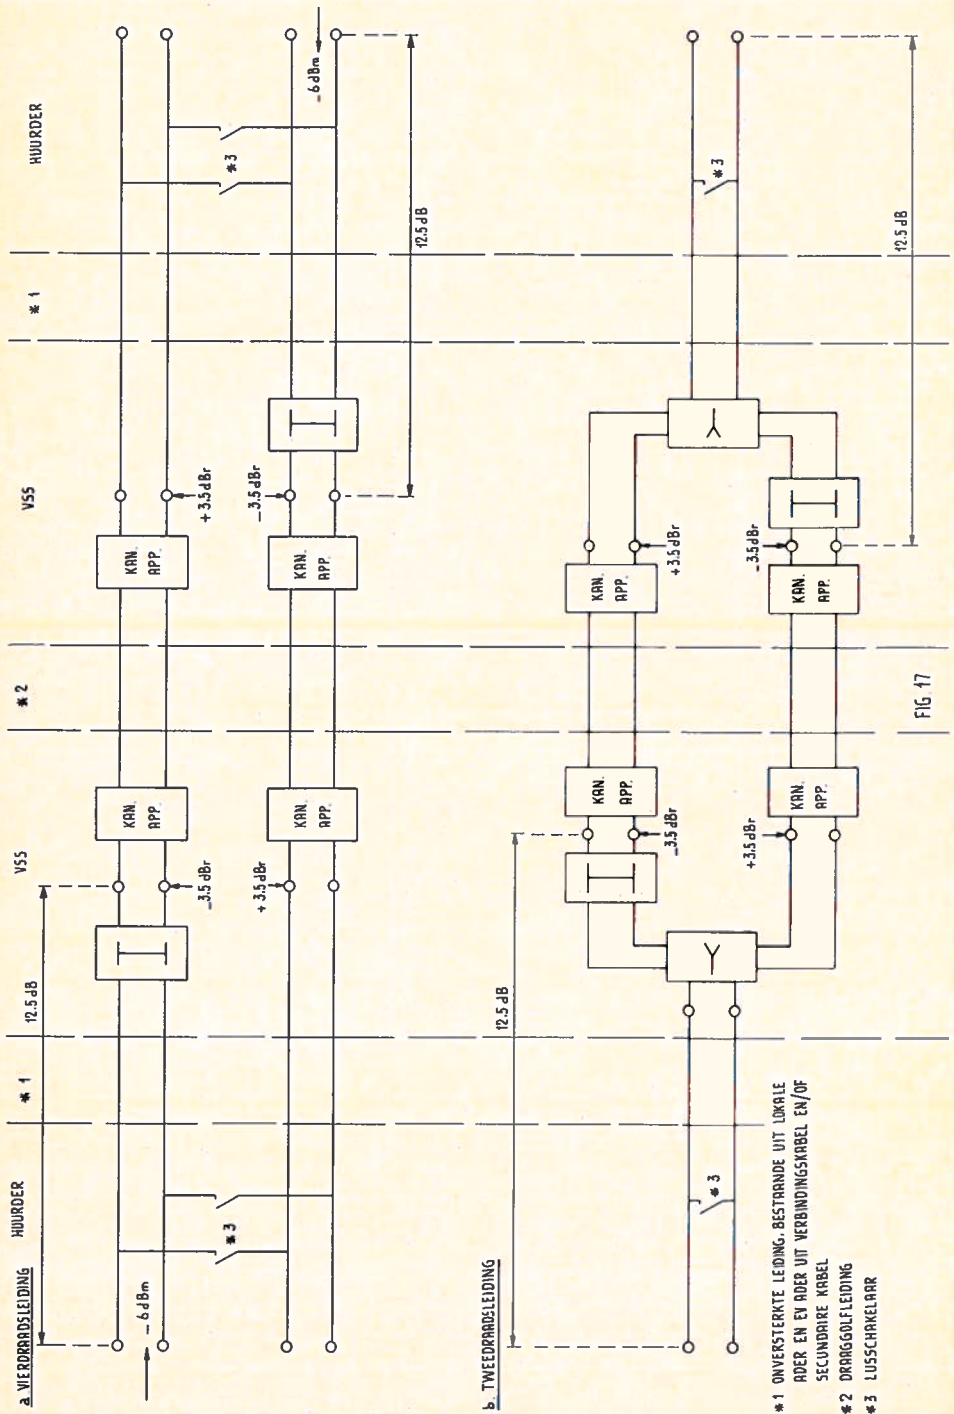 a VIERDRAADSLEIDING
HUURDER
* 1
VSS
* 2
VSS
* 1
HUURDER
12.5 dB
- 6 dBm
KAN. APP.
KAN. APP.
-3.5 dBr
+3.5 dBr
* 3
* 3
- 6 dBm
+3.5 dBr
-3.5 dBr
KAN. APP.
KAN. APP.
12.5 dB
b. TWEEDRAADSLEIDING
12.5 dB
KAN. APP.
KAN. APP.
-3.5 dBr
+3.5 dBr
* 3
* 3
+3.5 dBr
-3.5 dBr
KAN. APP.
KAN. APP.
12.5 dB
* 1 ONVERSTERKTE LEIDING, BESTAANDE UIT LOKALE
ADER EN EV ADER UIT VERBINDINGSKABEL EN/OF
SECUNDAIRE KABEL
* 2 DRAAGGOLFLEIDING
* 3 LUSSCHAKELAAR
FIG. 17